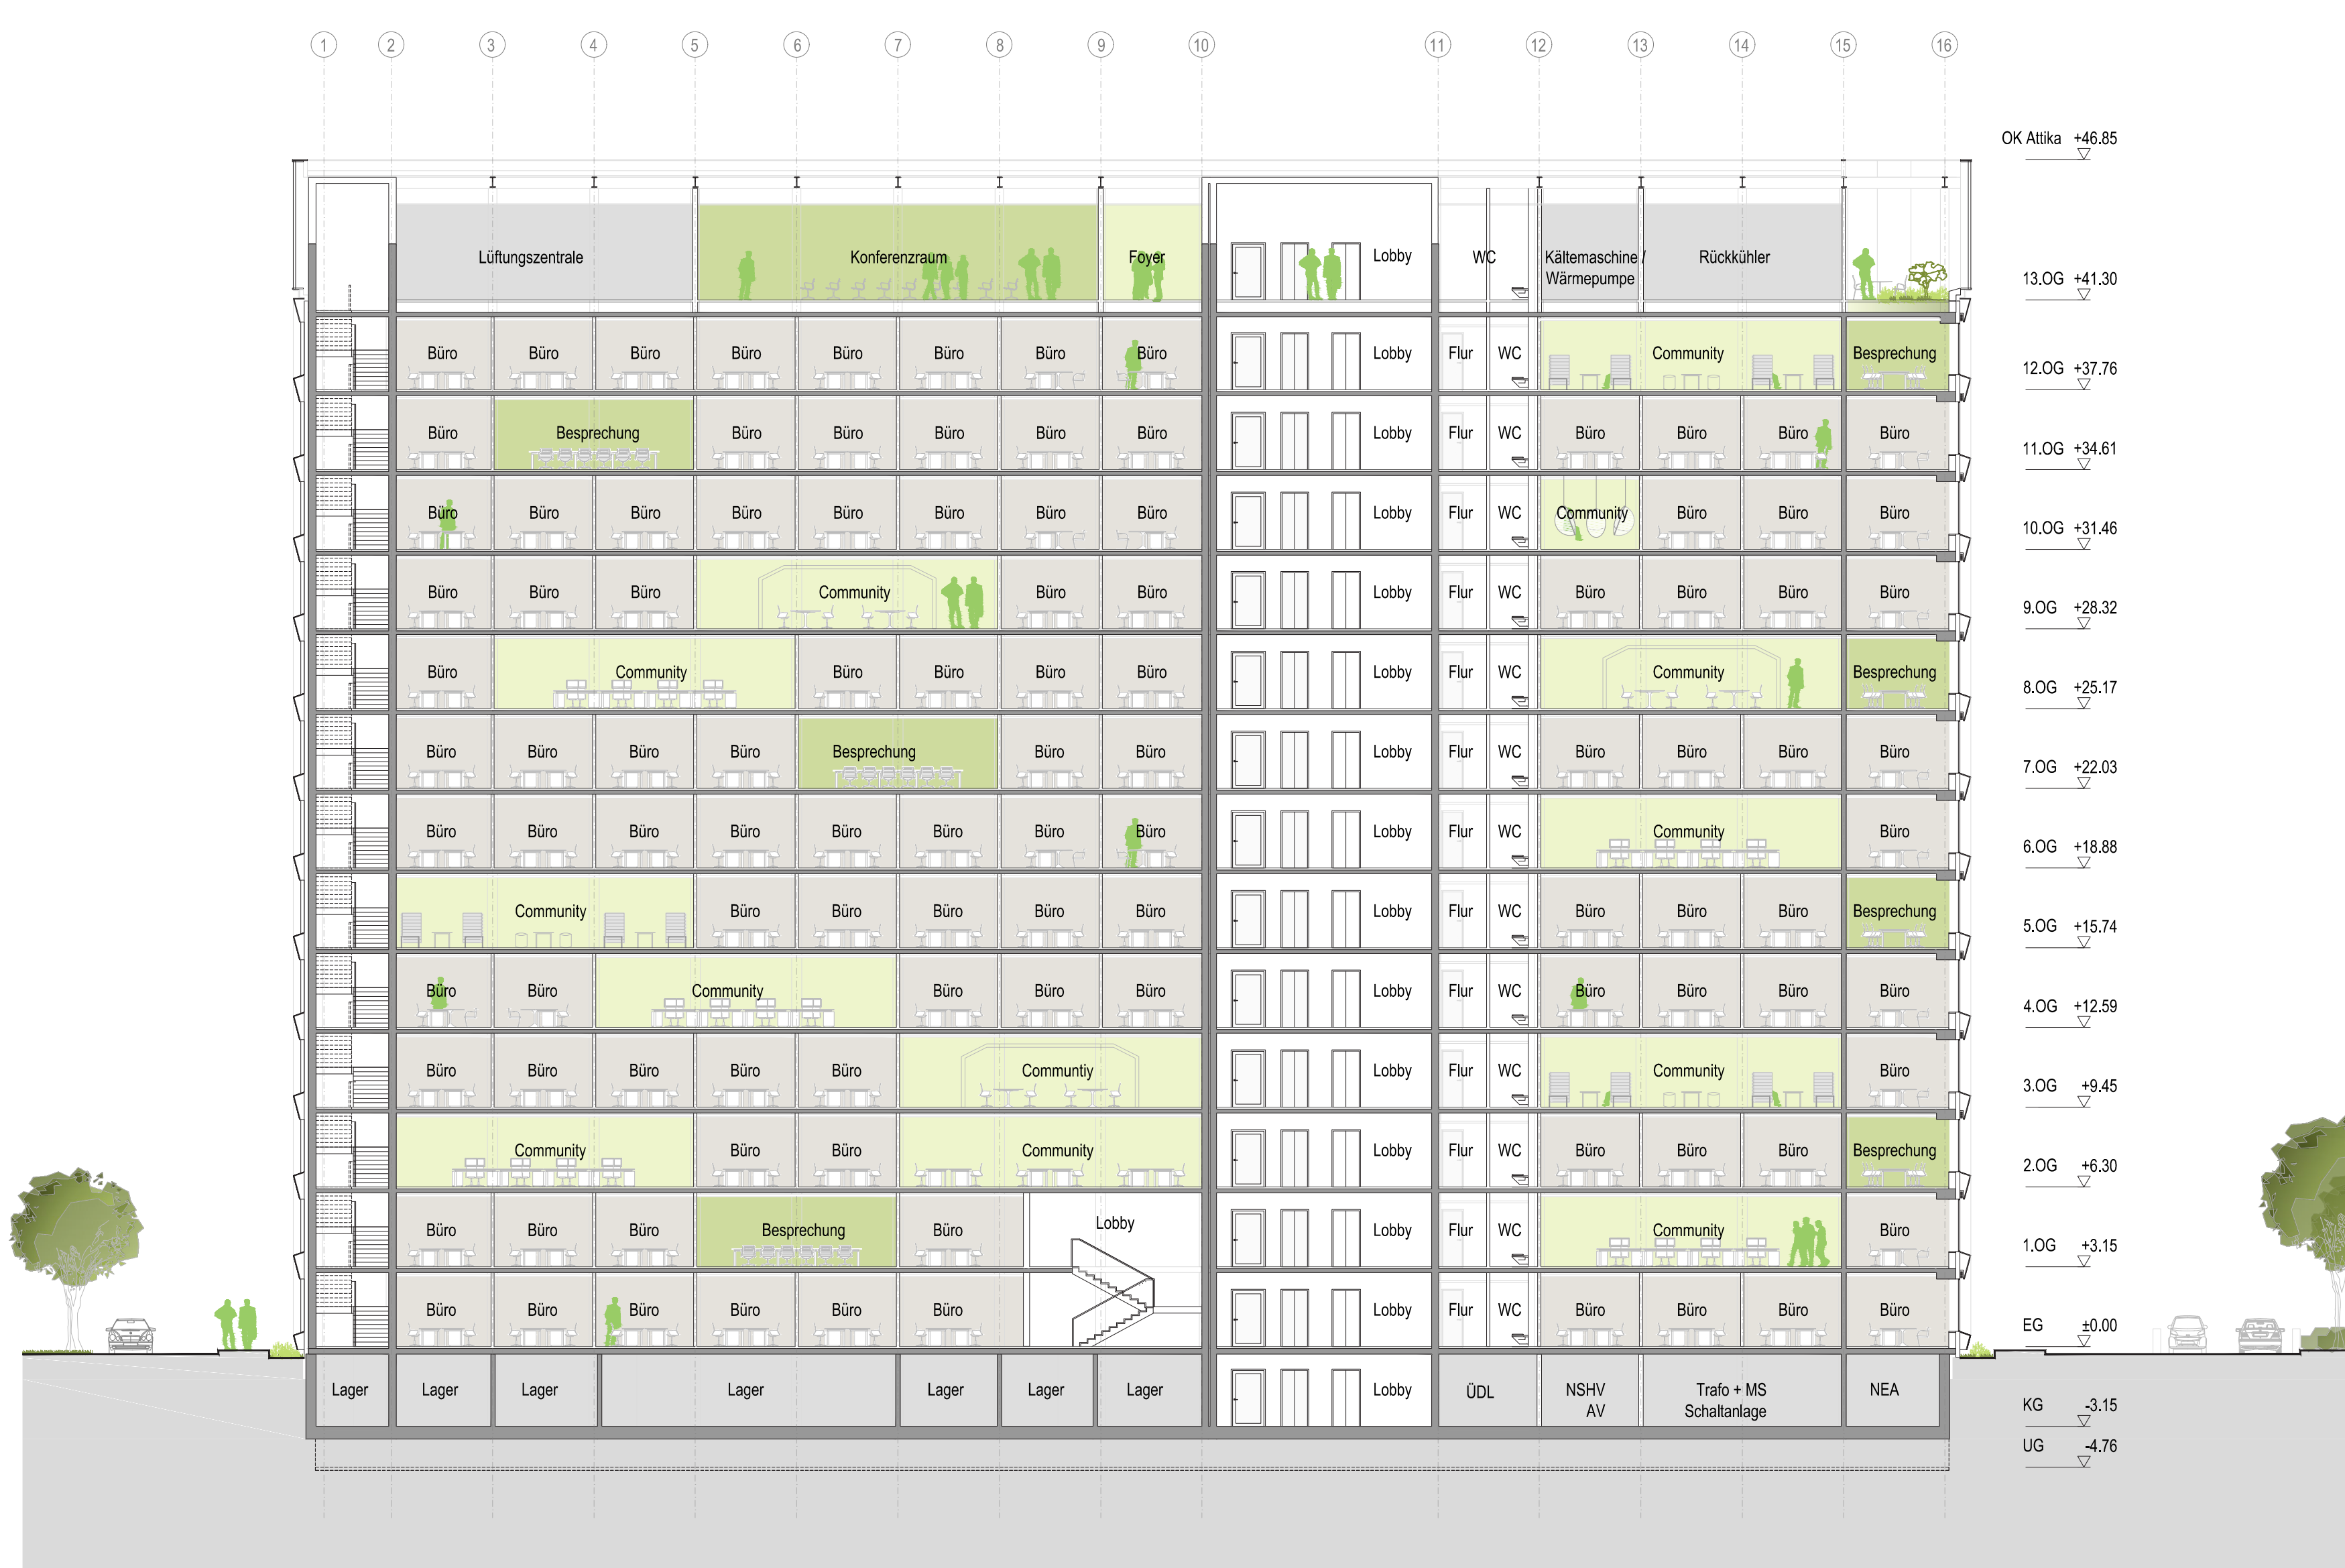 1 2 3 4 5 6 7 8 9 10 11 12 13 14 15 16
OK Attika +46.85
Lüftungszentrale Konferenzraum Foyer Lobby WC Kältemaschine / Rückkühler
Wärmepumpe
13.OG +41.30
Büro Büro Büro Büro Büro Büro Büro Büro Lobby Flur WC Community Besprechung
12.OG +37.76
Büro Besprechung Büro Büro Büro Büro Büro Lobby Flur WC Büro Büro Büro Büro
11.OG +34.61
Büro Büro Büro Büro Büro Büro Büro Büro Lobby Flur WC Community Büro Büro Büro
10.OG +31.46
Büro Büro Büro Community Büro Büro Lobby Flur WC Büro Büro Büro Büro
9.OG +28.32
Büro Community Büro Büro Büro Büro Lobby Flur WC Community Besprechung
8.OG +25.17
Büro Büro Büro Büro Besprechung Büro Büro Lobby Flur WC Büro Büro Büro Büro
7.OG +22.03
Büro Büro Büro Büro Büro Büro Büro Büro Lobby Flur WC Community Büro
6.OG +18.88
Community Büro Büro Büro Büro Büro Lobby Flur WC Büro Büro Büro Besprechung
5.OG +15.74
Büro Büro Community Büro Büro Büro Lobby Flur WC Büro Büro Büro Büro
4.OG +12.59
Büro Büro Büro Büro Büro Communtiy Lobby Flur WC Community Büro
3.OG +9.45
Community Büro Büro Community Lobby Flur WC Büro Büro Büro Besprechung
2.OG +6.30
Büro Büro Büro Besprechung Büro Lobby Lobby Flur WC Community Büro
1.OG +3.15
Büro Büro Büro Büro Büro Büro Lobby Flur WC Büro Büro Büro Büro
EG ±0.00
Lager Lager Lager Lager Lager Lager Lager Lobby ÜDL NSHV Trafo + MS NEA
AV Schaltanlage
KG -3.15
UG -4.76